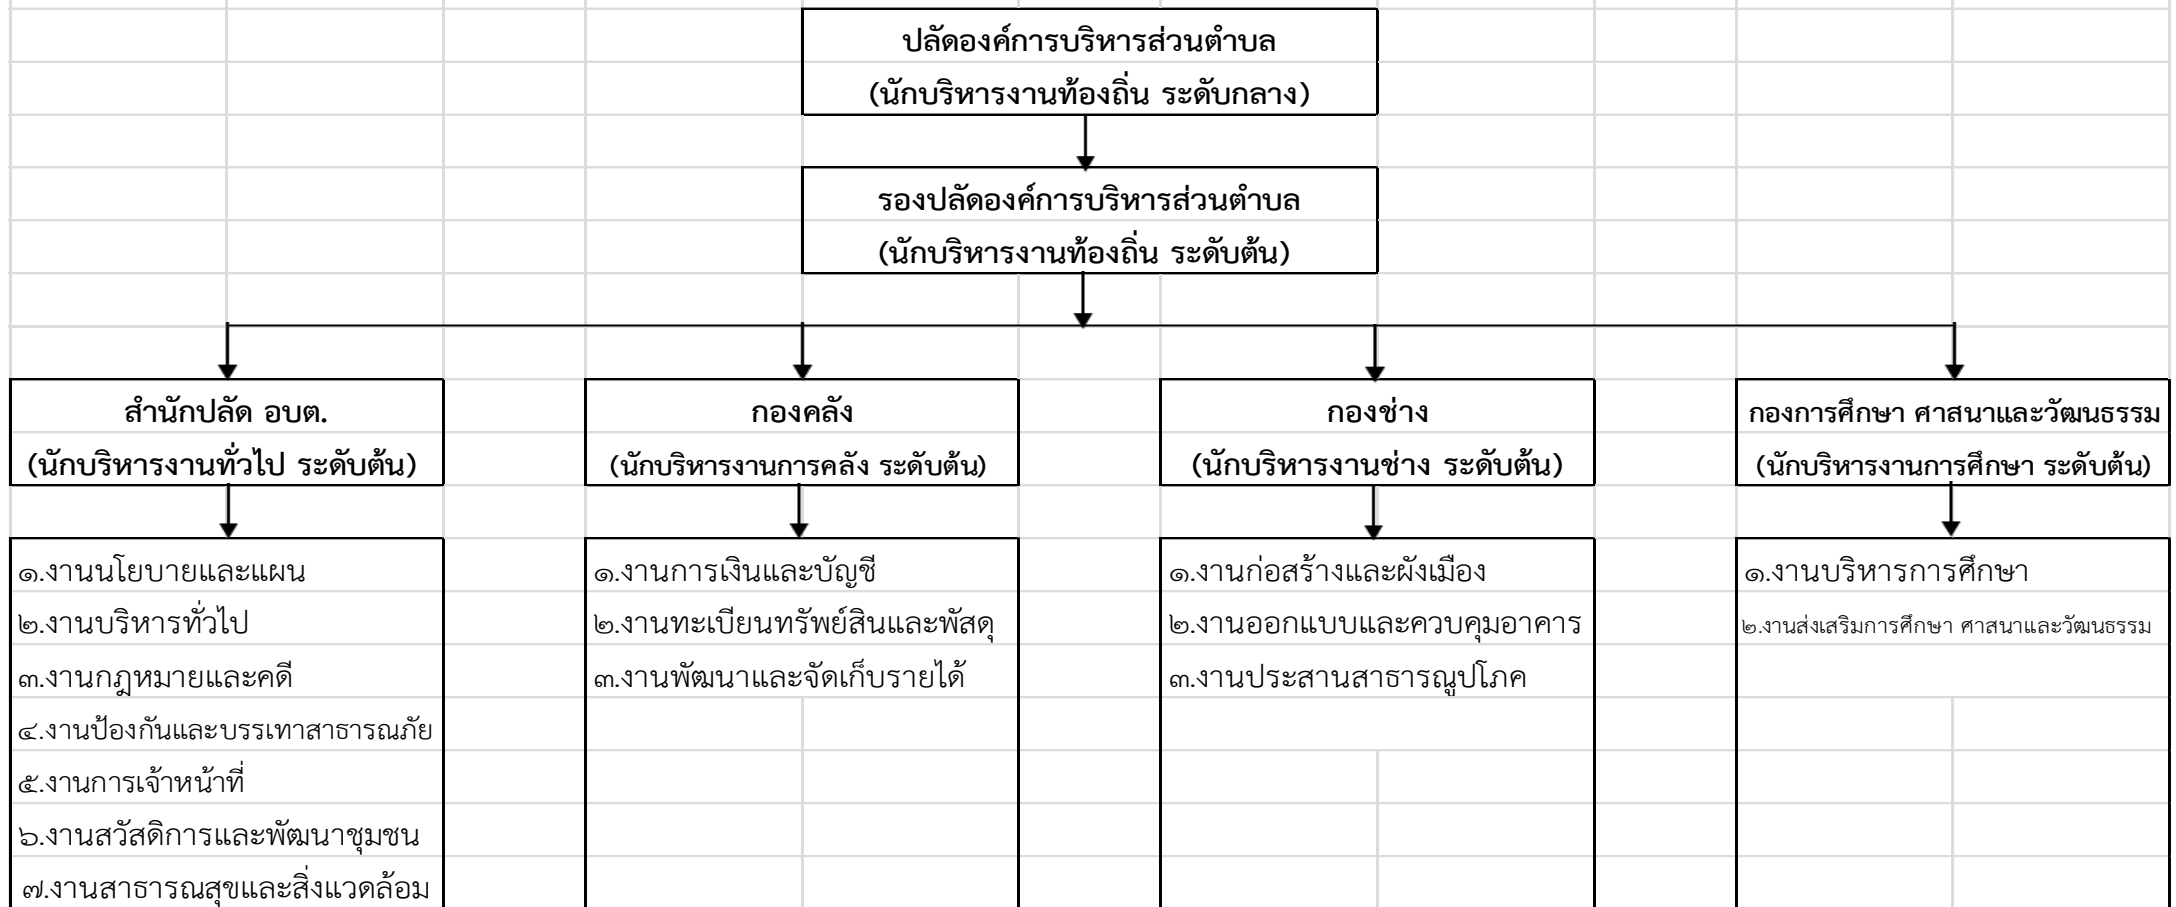 ปลัดองค์การบริหารส่วนตำบล
(นักบริหารงานท้องถิ่น ระดับกลาง)
รองปลัดองค์การบริหารส่วนตำบล
(นักบริหารงานท้องถิ่น ระดับต้น)
สำนักปลัด อบต.
(นักบริหารงานทั่วไป ระดับต้น)
กองคลัง
(นักบริหารงานการคลัง ระดับต้น)
กองช่าง
(นักบริหารงานช่าง ระดับต้น)
กองการศึกษา ศาสนาและวัฒนธรรม
(นักบริหารงานการศึกษา ระดับต้น)
๑.งานนโยบายและแผน
๒.งานบริหารทั่วไป
๓.งานกฎหมายและคดี
๔.งานป้องกันและบรรเทาสาธารณภัย
๕.งานการเจ้าหน้าที่
๖.งานสวัสดิการและพัฒนาชุมชน
๗.งานสาธารณสุขและสิ่งแวดล้อม
๑.งานการเงินและบัญชี
๒.งานทะเบียนทรัพย์สินและพัสดุ
๓.งานพัฒนาและจัดเก็บรายได้
๑.งานก่อสร้างและผังเมือง
๒.งานออกแบบและควบคุมอาคาร
๓.งานประสานสาธารณูปโภค
๑.งานบริหารการศึกษา
๒.งานส่งเสริมการศึกษา ศาสนาและวัฒนธรรม